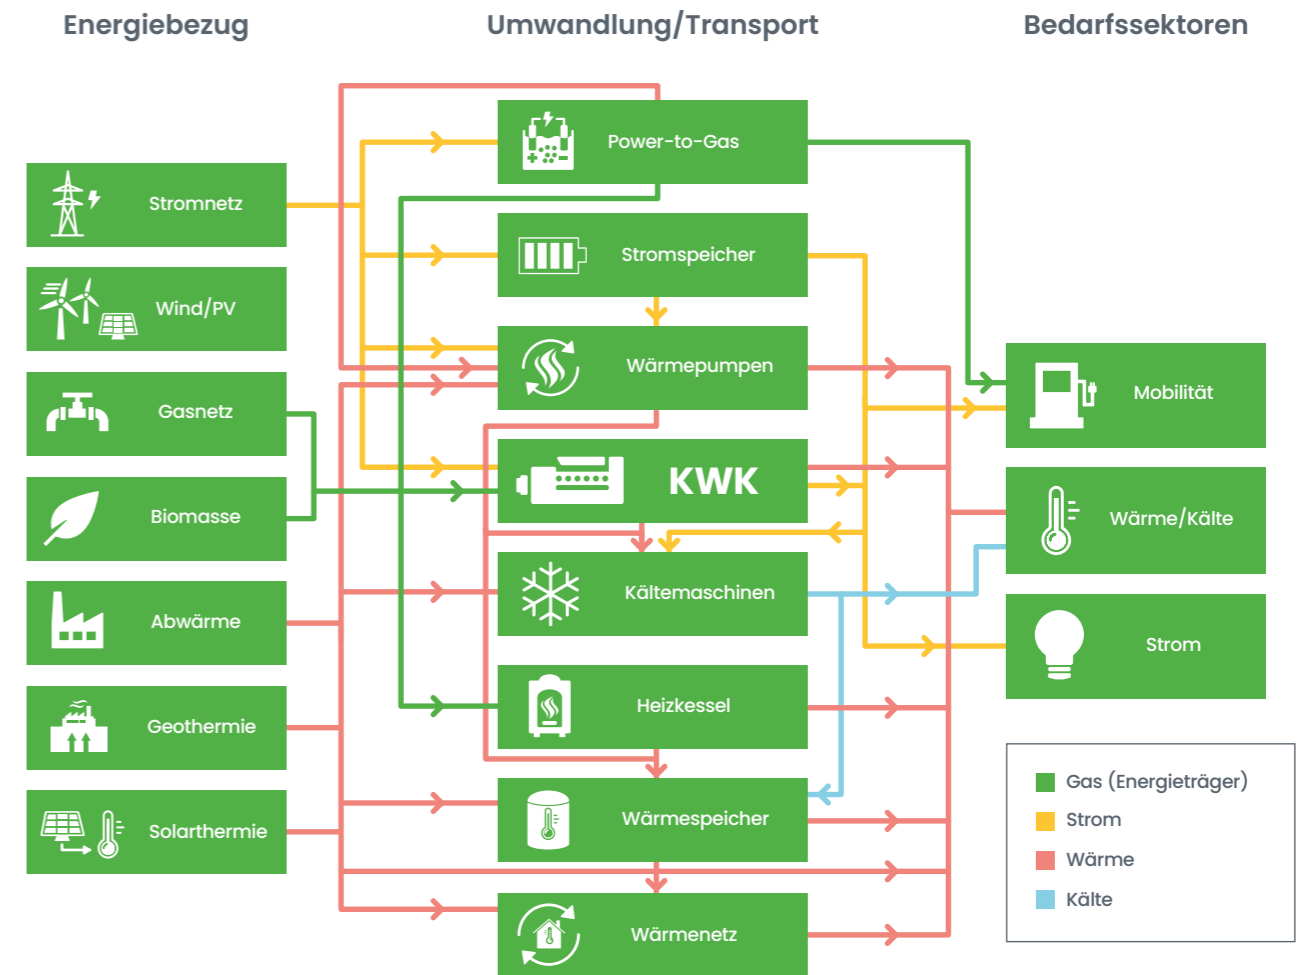 Energiebezug
Umwandlung/Transport
Bedarfssektoren
Stromnetz
Wind/PV
Gasnetz
Biomasse
Abwärme
Geothermie
Solarthermie
Power-to-Gas
Stromspeicher
Wärmepumpen
KWK
Kältemaschinen
Heizkessel
Wärmespeicher
Wärmenetz
Mobilität
Wärme/Kälte
Strom
Gas (Energieträger)
Strom
Wärme
Kälte